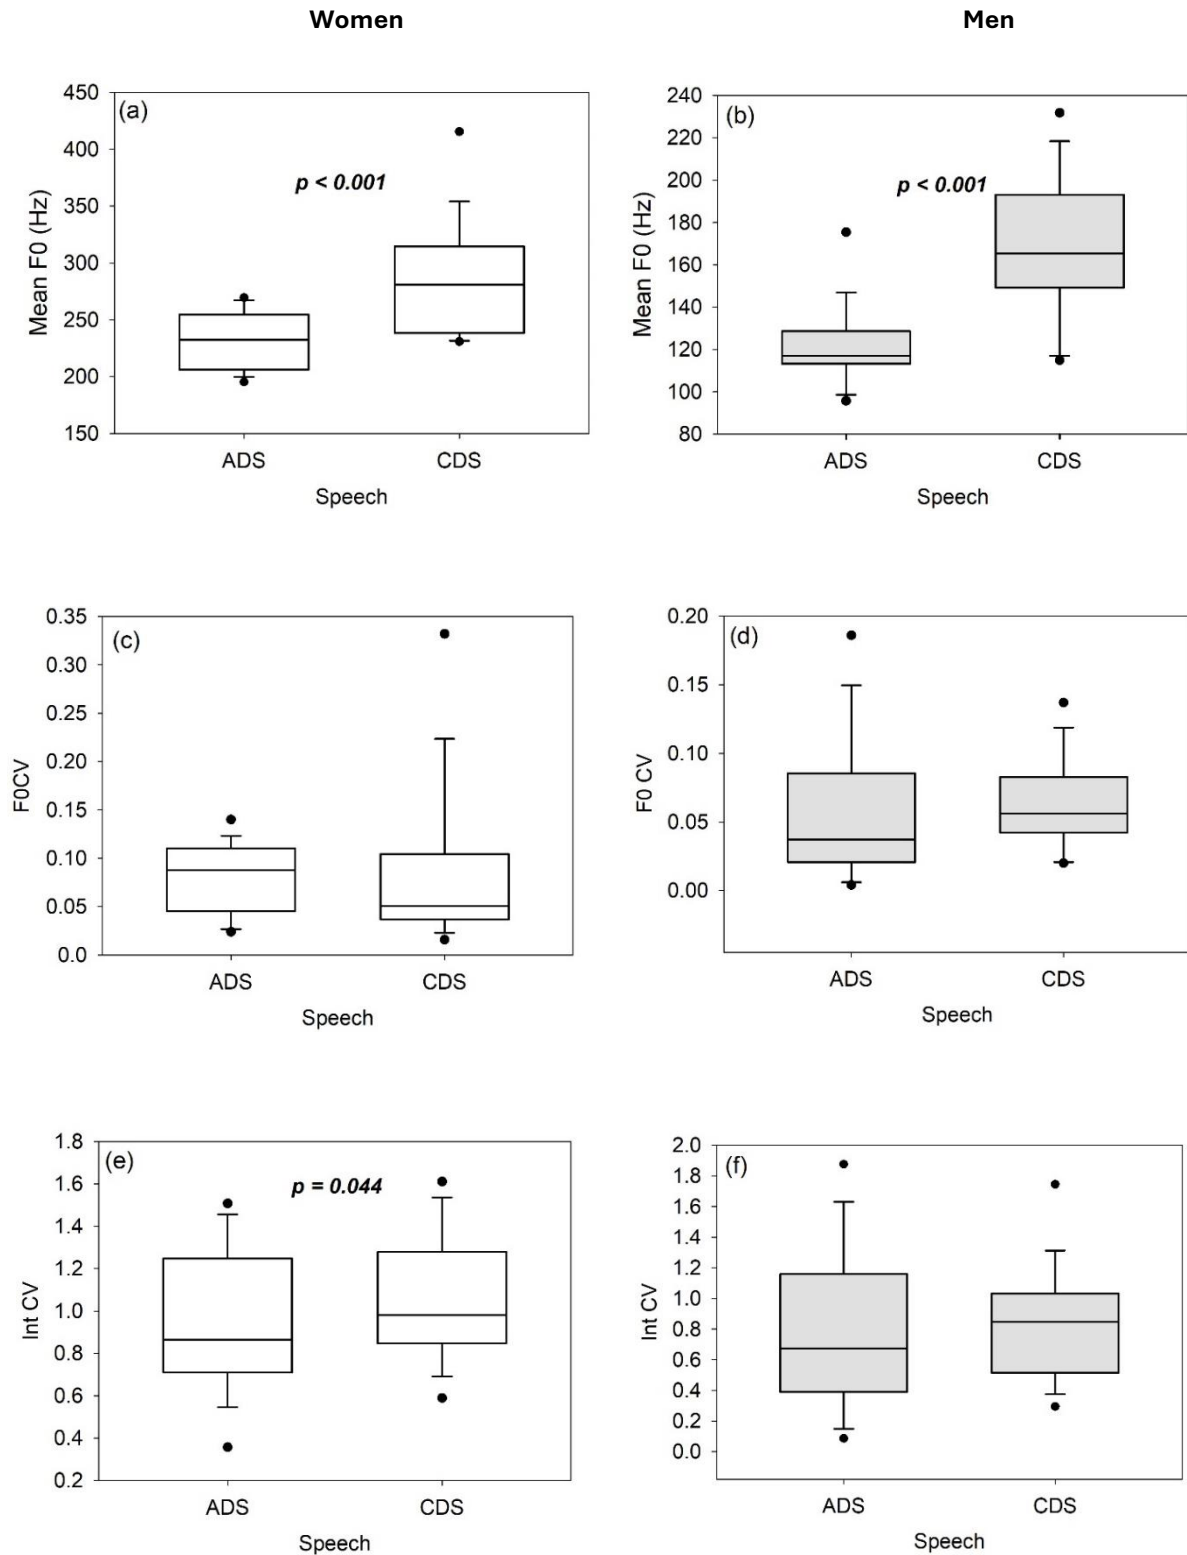 Women
Men
(a)
p < 0.001
Mean F0 (Hz)
450
400
350
300
250
200
150
ADS CDS
Speech
(b)
p < 0.001
Mean F0 (Hz)
240
220
200
180
160
140
120
100
80
ADS CDS
Speech
(c)
F0CV
0.35
0.30
0.25
0.20
0.15
0.10
0.05
0.0
ADS CDS
Speech
(d)
F0 CV
0.20
0.15
0.10
0.05
0.00
ADS CDS
Speech
(e)
p = 0.044
Int CV
1.8
1.6
1.4
1.2
1.0
0.8
0.6
0.4
0.2
ADS CDS
Speech
(f)
Int CV
2.0
1.8
1.6
1.4
1.2
1.0
0.8
0.6
0.4
0.2
0.0
ADS CDS
Speech